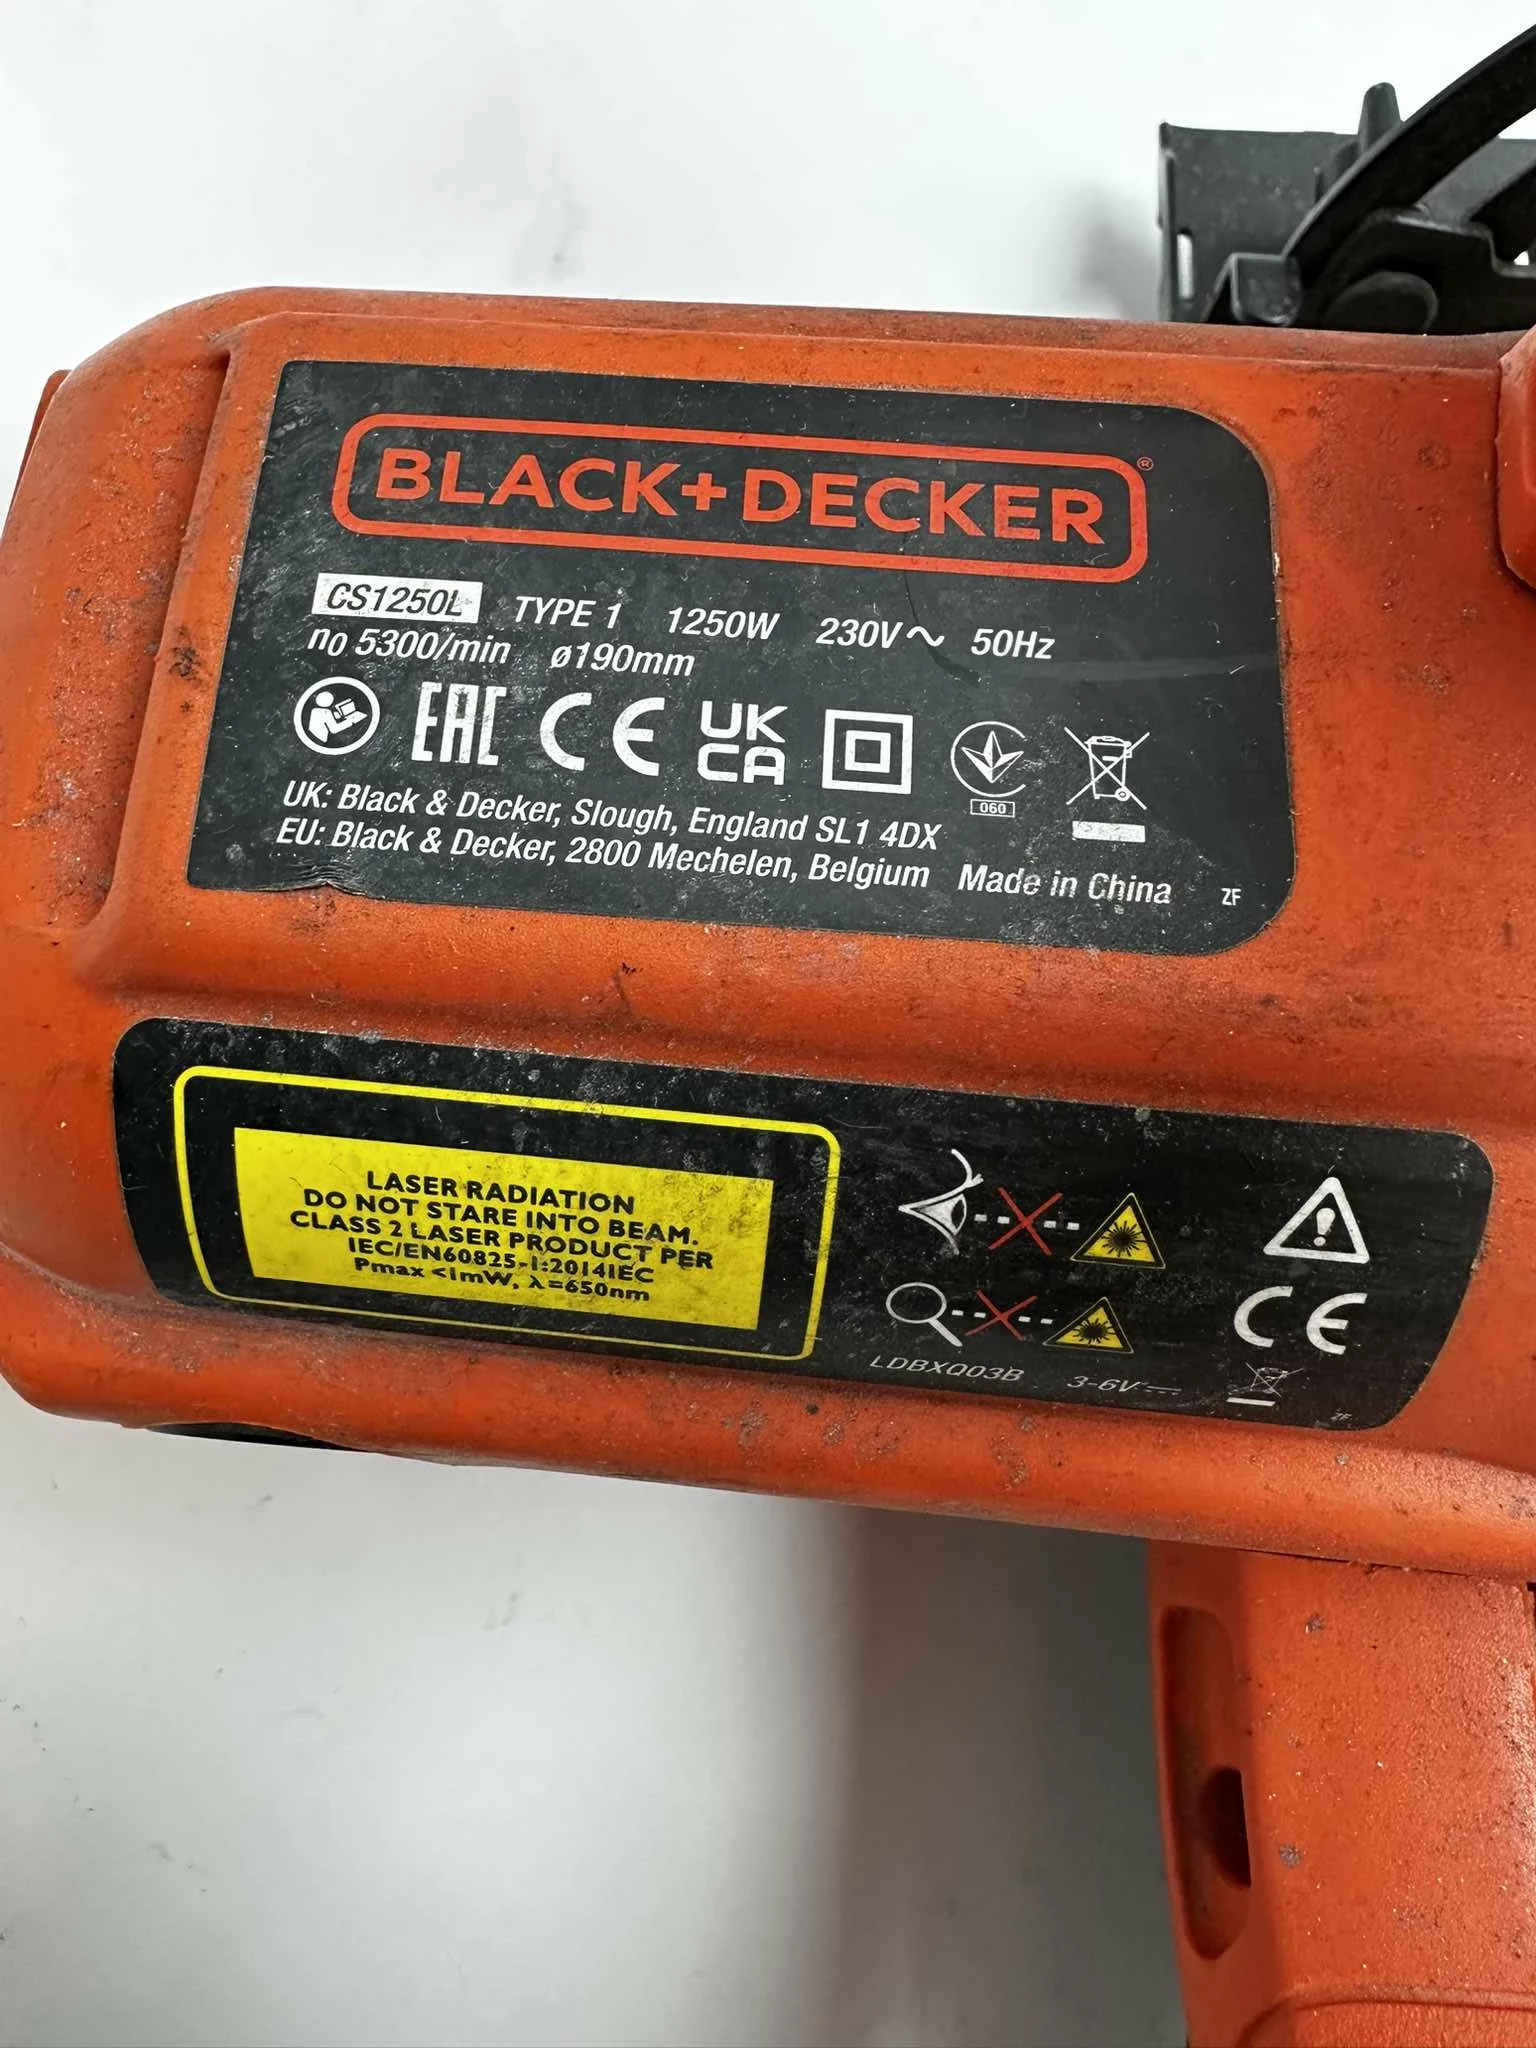 BLACK+DECKER®
CS1250L TYPE 1 1250W 230V~ 50Hz
n0 5300/min ø190mm
EAC CE UK CA
060
UK: Black & Decker, Slough, England SL1 4DX
EU: Black & Decker, 2800 Mechelen, Belgium Made in China ZF
LASER RADIATION
DO NOT STARE INTO BEAM.
CLASS 2 LASER PRODUCT PER
IEC/EN60825-1:2014IEC
Pmax <1mW, λ=650nm
CE
LDBXQ03B 3-6V⎓
ZF